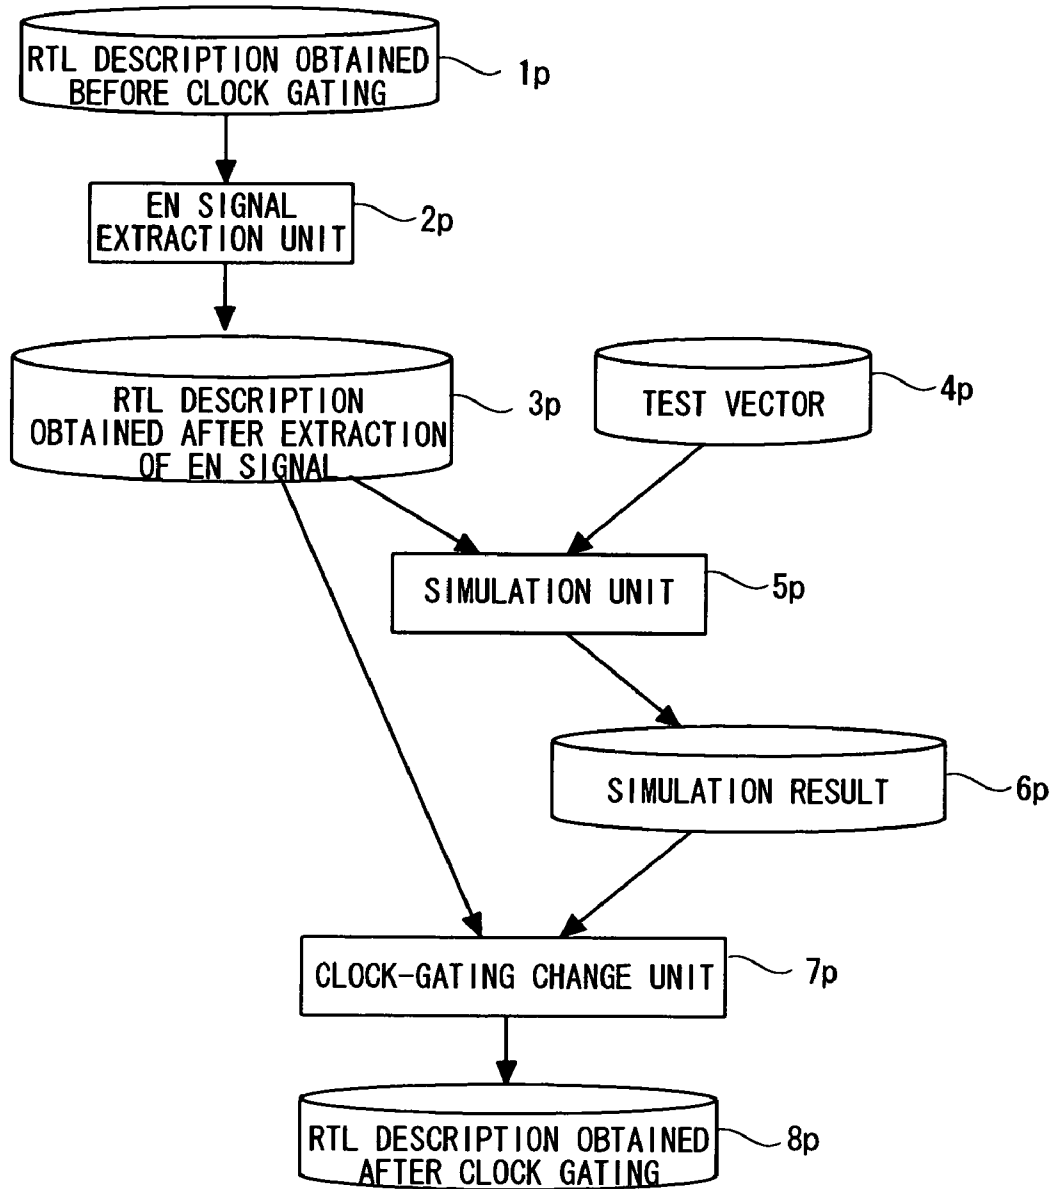 RTL DESCRIPTION OBTAINED
BEFORE CLOCK GATING
1p
EN SIGNAL
EXTRACTION UNIT
2p
RTL DESCRIPTION
OBTAINED AFTER EXTRACTION
OF EN SIGNAL
3p
TEST VECTOR
4p
SIMULATION UNIT
5p
SIMULATION RESULT
6p
CLOCK-GATING CHANGE UNIT
7p
RTL DESCRIPTION OBTAINED
AFTER CLOCK GATING
8p